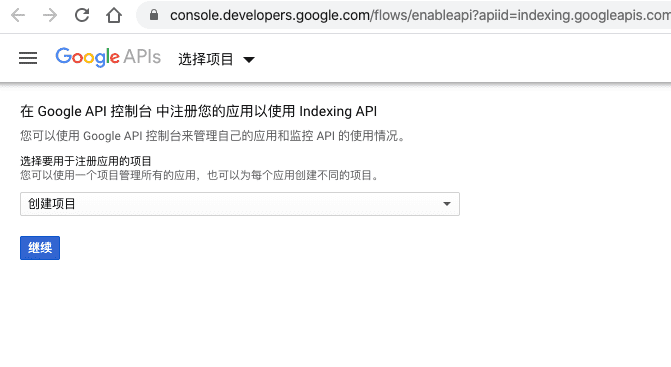 console.developers.google.com/flows/enableapi?apiid=indexing.googleapis.com
Google APIs 选择项目
在 Google API 控制台 中注册您的应用以使用 Indexing API
您可以使用 Google API 控制台来管理自己的应用和监控 API 的使用情况。
选择要用于注册应用的项目
您可以使用一个项目管理所有的应用，也可以为每个应用创建不同的项目。
创建项目
继续